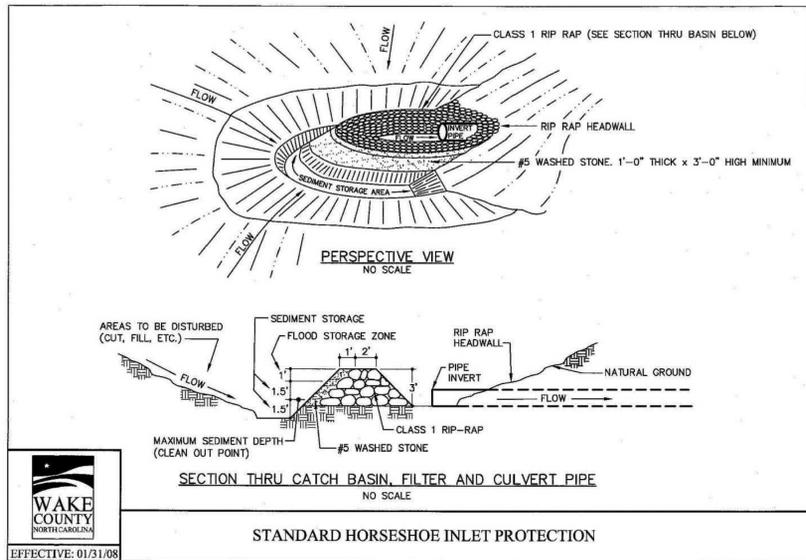 FLOW
FLOW
CLASS 1 RIP RAP (SEE SECTION THRU BASIN BELOW)
FLOW
INVERT
PIPE
RIP RAP HEADWALL
#5 WASHED STONE. 1'-0" THICK x 3'-0" HIGH MINIMUM
SEDIMENT STORAGE AREA
FLOW
PERSPECTIVE VIEW
NO SCALE
SEDIMENT STORAGE
AREAS TO BE DISTURBED
(CUT, FILL, ETC.)
FLOOD STORAGE ZONE
RIP RAP
HEADWALL
1' 2'
PIPE
INVERT
NATURAL GROUND
FLOW
1'
1.5'
1.5'
3'
FLOW
CLASS 1 RIP-RAP
MAXIMUM SEDIMENT DEPTH
(CLEAN OUT POINT)
#5 WASHED STONE
SECTION THRU CATCH BASIN, FILTER AND CULVERT PIPE
NO SCALE
WAKE
COUNTY
NORTH CAROLINA
EFFECTIVE: 01/31/08
STANDARD HORSESHOE INLET PROTECTION